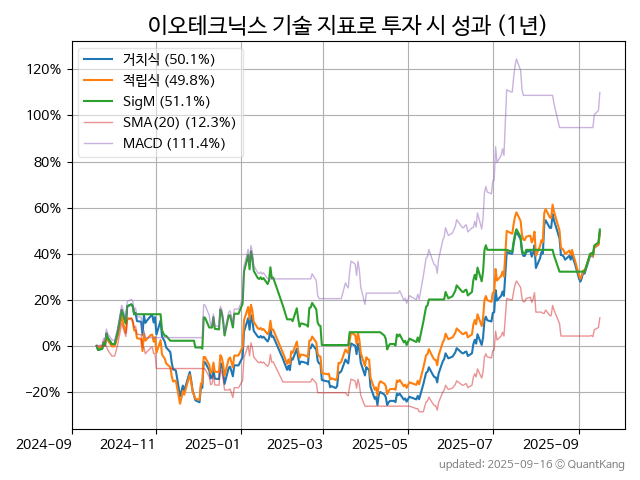 이오테크닉스 기술 지표로 투자 시 성과 (1년)
거치식 (50.1%)
적립식 (49.8%)
SigM (51.1%)
SMA(20) (12.3%)
MACD (111.4%)
120%
100%
80%
60%
40%
20%
0%
−20%
2024-09
2024-11
2025-01
2025-03
2025-05
2025-07
2025-09
updated: 2025-09-16 ⓒ QuantKang